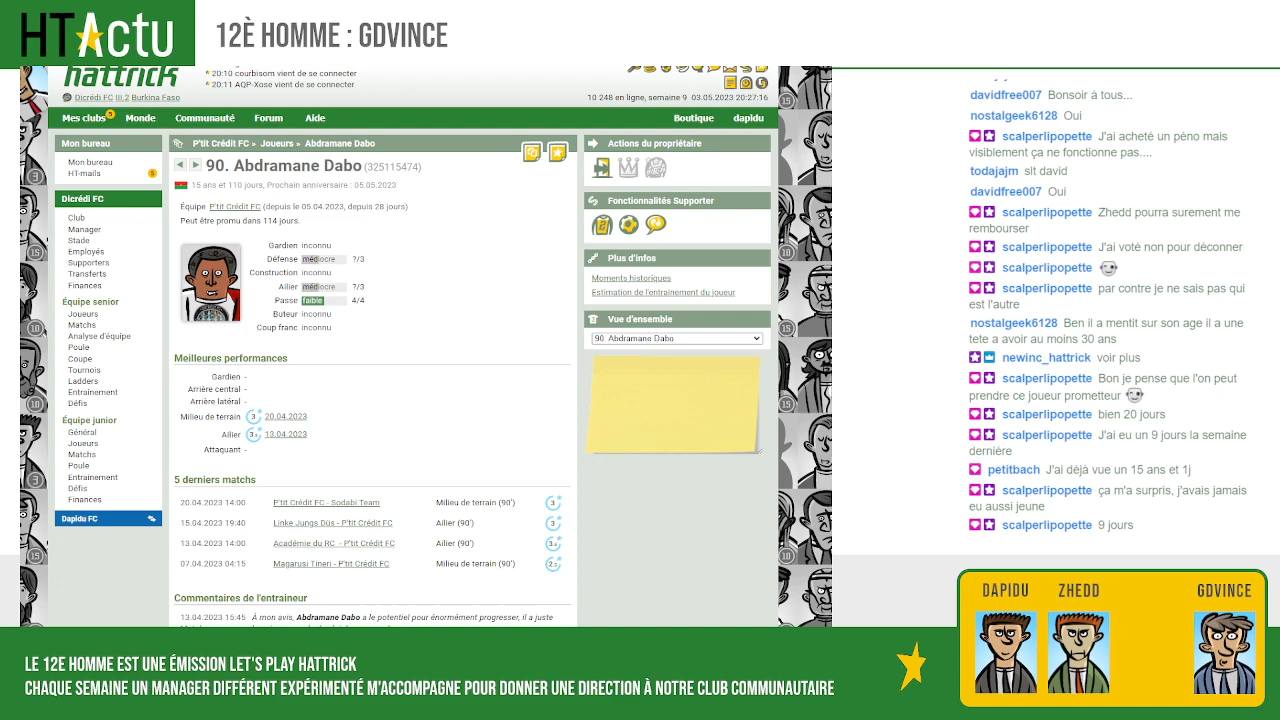 HTActu
12È HOMME : GDVINCE
hattrick
20:10 courbisom vient de se connecter
20:11 AQP-Xose vient de se connecter
Dicrédi FC III.2 Burkina Faso
10 248 en ligne, semaine 9 03.05.2023 20:27:16
Mes clubs 5 Monde Communauté Forum Aide Boutique dapidu
Mon bureau
Mon bureau
HT-mails 5
Dicrédi FC
Club
Manager
Stade
Employés
Supporters
Transferts
Finances
Équipe senior
Joueurs
Matchs
Analyse d'équipe
Poule
Coupe
Tournois
Ladders
Entrainement
Défis
Équipe junior
Général
Joueurs
Matchs
Poule
Entrainement
Défis
Finances
Dapidu FC
P'tit Crédit FC » Joueurs » Abdramane Dabo
90. Abdramane Dabo (325115474)
15 ans et 110 jours, Prochain anniversaire : 05.05.2023
Équipe P'tit Crédit FC (depuis le 05.04.2023, depuis 28 jours)
Peut être promu dans 114 jours.
Gardien inconnu
Défense médiocre ?/3
Construction inconnu
Ailier médiocre ?/3
Passe faible 4/4
Buteur inconnu
Coup franc inconnu
Meilleures performances
Gardien -
Arrière central -
Arrière latéral -
Milieu de terrain 3 20.04.2023
Ailier 13.04.2023
Attaquant -
5 derniers matchs
20.04.2023 14:00 P'tit Crédit FC - Sodabi Team Milieu de terrain (90') 3
15.04.2023 19:40 Linke Jungs Düs - P'tit Crédit FC Ailier (90') 3
13.04.2023 14:00 Académie du RC - P'tit Crédit FC Ailier (90')
07.04.2023 04:15 Magarusi Tineri - P'tit Crédit FC Milieu de terrain (90')
Commentaires de l'entraineur
13.04.2023 15:45 À mon avis, Abdramane Dabo a le potentiel pour énormément progresser, il a juste
Actions du propriétaire
Fonctionnalités Supporter
Plus d'infos
Moments historiques
Estimation de l'entrainement du joueur
Vue d'ensemble
90. Abdramane Dabo
davidfree007 Bonsoir à tous...
nostalgeek6128 Oui
scalperlipopette J'ai acheté un péno mais
visiblement ça ne fonctionne pas....
todajajm slt david
davidfree007 Oui
scalperlipopette Zhedd pourra surement me
rembourser
scalperlipopette J'ai voté non pour déconner
scalperlipopette
scalperlipopette par contre je ne sais pas qui
est l'autre
nostalgeek6128 Ben il a mentit sur son age il a une
tete a avoir au moins 30 ans
newinc_hattrick voir plus
scalperlipopette Bon je pense que l'on peut
prendre ce joueur prometteur
scalperlipopette bien 20 jours
scalperlipopette J'ai eu un 9 jours la semaine
dernière
petitbach J'ai déjà vue un 15 ans et 1j
scalperlipopette ça m'a surpris, j'avais jamais
eu aussi jeune
scalperlipopette 9 jours
DAPIDU ZHEDD GDVINCE
LE 12E HOMME EST UNE ÉMISSION LET'S PLAY HATTRICK
CHAQUE SEMAINE UN MANAGER DIFFÉRENT EXPÉRIMENTÉ M'ACCOMPAGNE POUR DONNER UNE DIRECTION À NOTRE CLUB COMMUNAUTAIRE